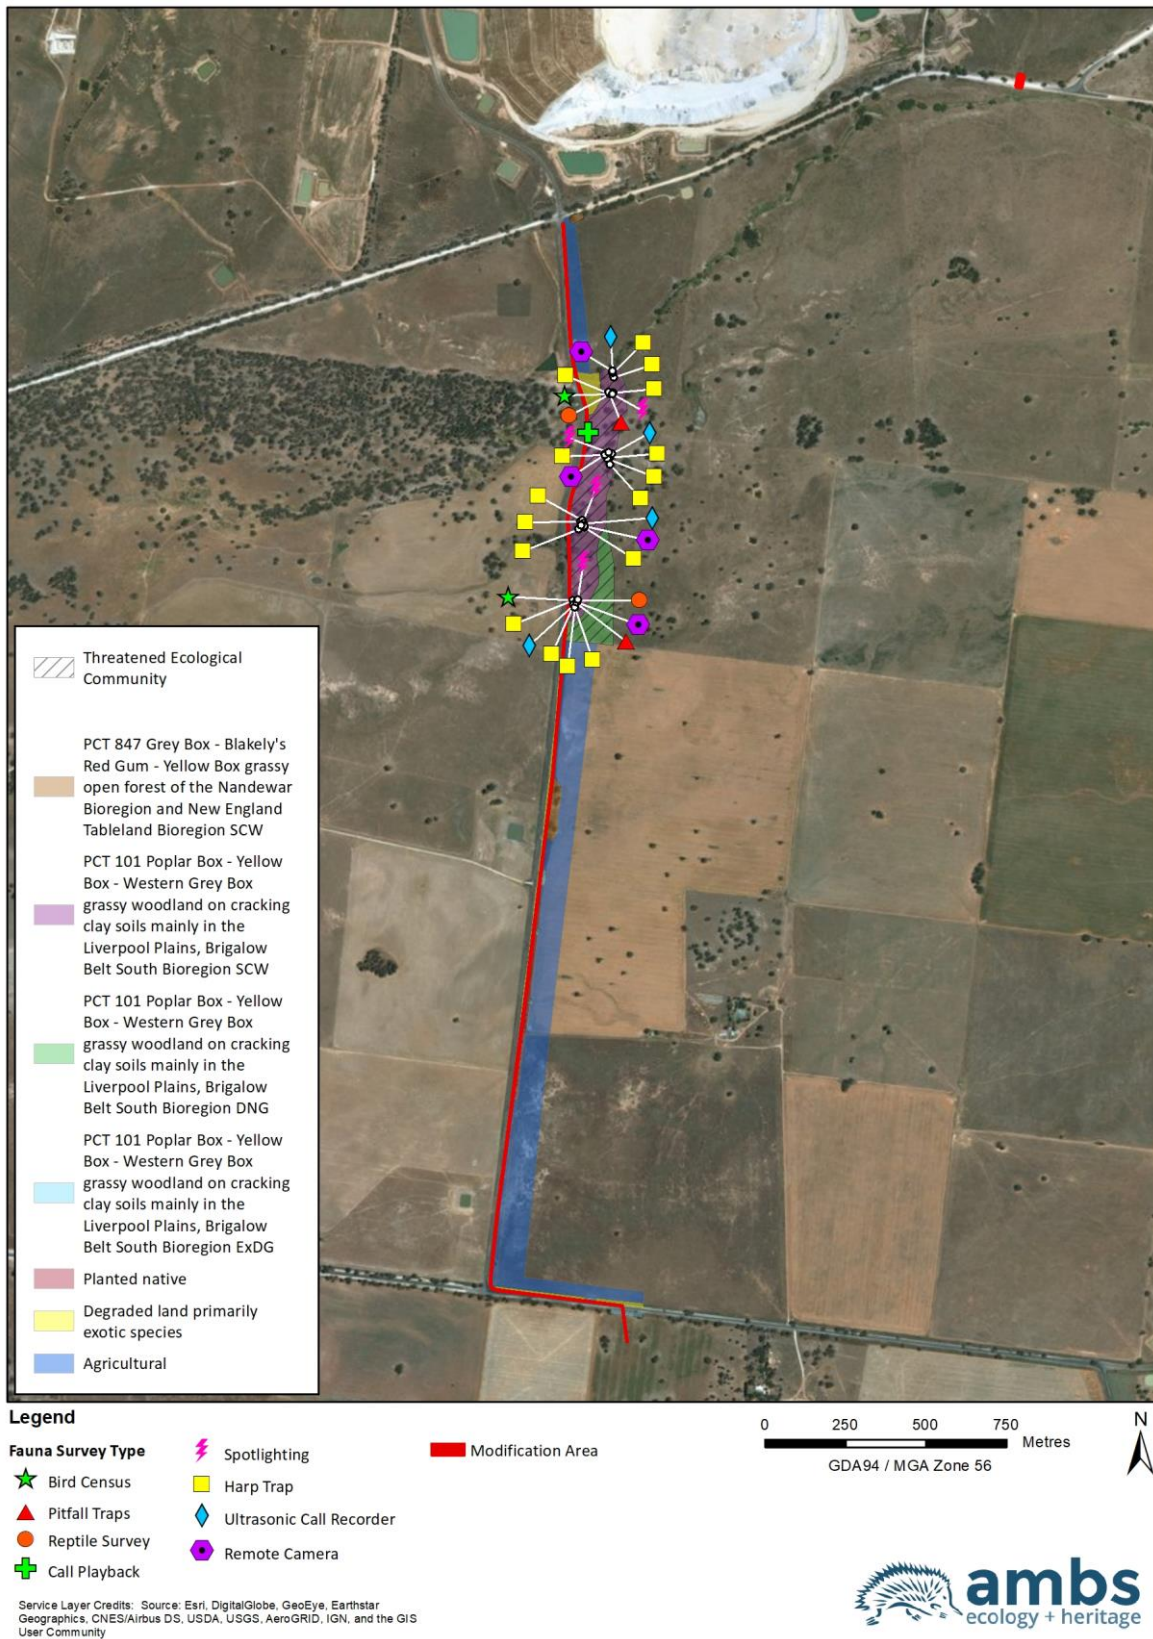 Threatened Ecological
Community
PCT 847 Grey Box - Blakely's
Red Gum - Yellow Box grassy
open forest of the Nandewar
Bioregion and New England
Tableland Bioregion SCW
PCT 101 Poplar Box - Yellow
Box - Western Grey Box
grassy woodland on cracking
clay soils mainly in the
Liverpool Plains, Brigalow
Belt South Bioregion SCW
PCT 101 Poplar Box - Yellow
Box - Western Grey Box
grassy woodland on cracking
clay soils mainly in the
Liverpool Plains, Brigalow
Belt South Bioregion DNG
PCT 101 Poplar Box - Yellow
Box - Western Grey Box
grassy woodland on cracking
clay soils mainly in the
Liverpool Plains, Brigalow
Belt South Bioregion ExDG
Planted native
Degraded land primarily
exotic species
Agricultural
Legend
Fauna Survey Type
Bird Census
Pitfall Traps
Reptile Survey
Call Playback
Spotlighting
Harp Trap
Ultrasonic Call Recorder
Remote Camera
Modification Area
0 250 500 750
Metres
GDA94 / MGA Zone 56
N
Service Layer Credits: Source: Esri, DigitalGlobe, GeoEye, Earthstar
Geographics, CNES/Airbus DS, USDA, USGS, AeroGRID, IGN, and the GIS
User Community
ambs
ecology + heritage